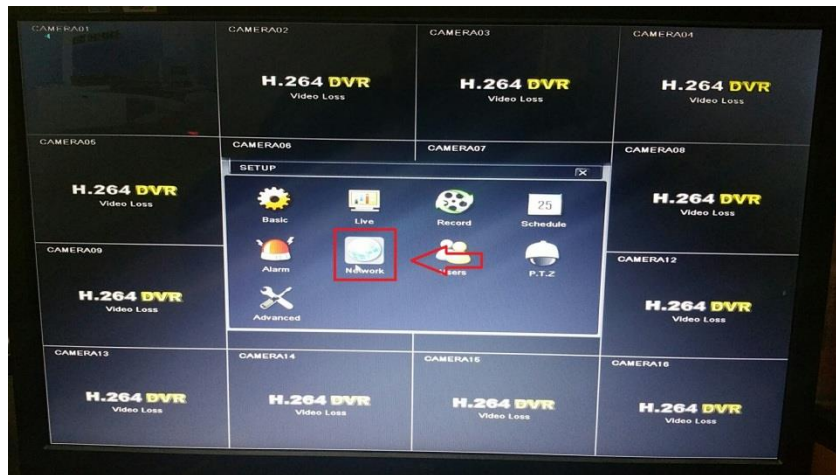 CAMERA01
CAMERA02
CAMERA03
CAMERA04
H.264 DVR
Video Loss
H.264 DVR
Video Loss
H.264 DVR
Video Loss
CAMERA05
CAMERA06
CAMERA07
CAMERA08
H.264 DVR
Video Loss
SETUP
X
Basic
Live
Record
25
Schedule
Alarm
Network
Users
P.T.Z
Advanced
H.264 DVR
Video Loss
CAMERA09
CAMERA12
H.264 DVR
Video Loss
H.264 DVR
Video Loss
CAMERA13
CAMERA14
CAMERA15
CAMERA16
H.264 DVR
Video Loss
H.264 DVR
Video Loss
H.264 DVR
Video Loss
H.264 DVR
Video Loss